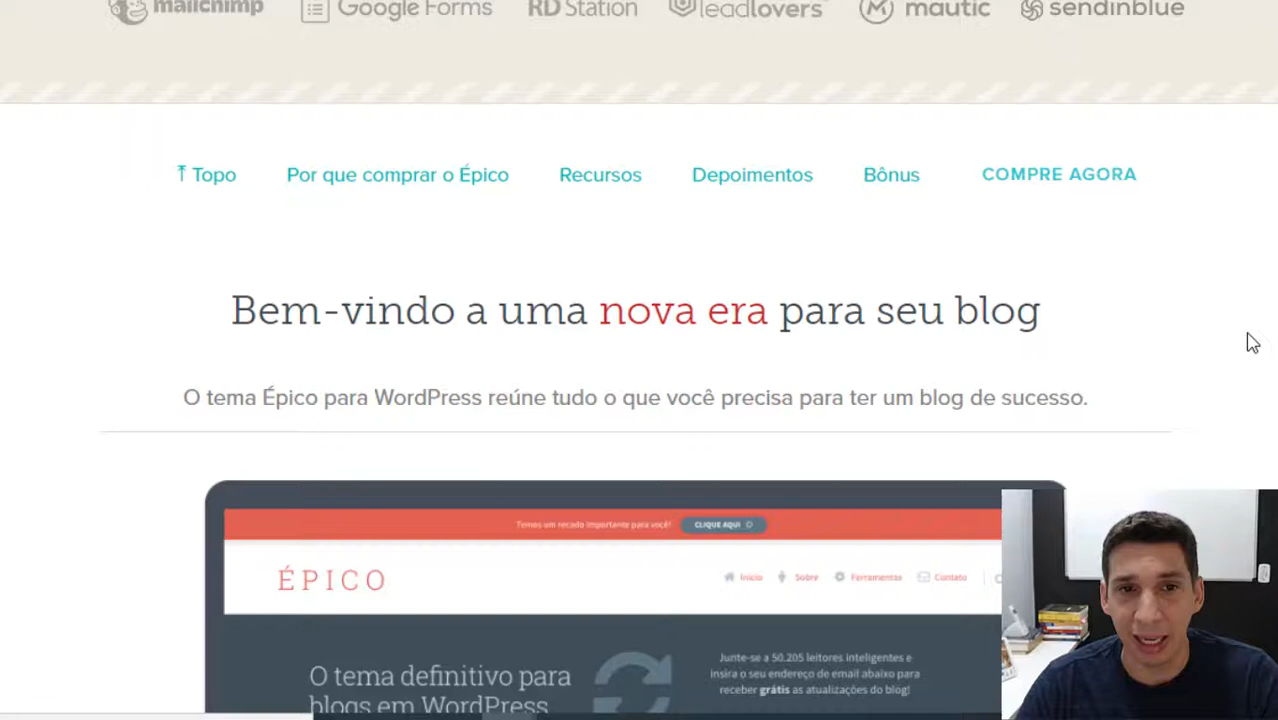 mailchimp Google Forms RD Station leadlovers mautic sendinblue
Topo Por que comprar o Épico Recursos Depoimentos Bônus COMPRE AGORA
Bem-vindo a uma nova era para seu blog
O tema Épico para WordPress reúne tudo o que você precisa para ter um blog de sucesso.
Temos um recado importante para você! CLIQUE AQUI
ÉPICO Início Sobre Ferramentas Contato
O tema definitivo para
blogs em WordPress
Junte-se a 50.205 leitores inteligentes e
insira o seu endereço de email abaixo para
receber grátis as atualizações do blog!